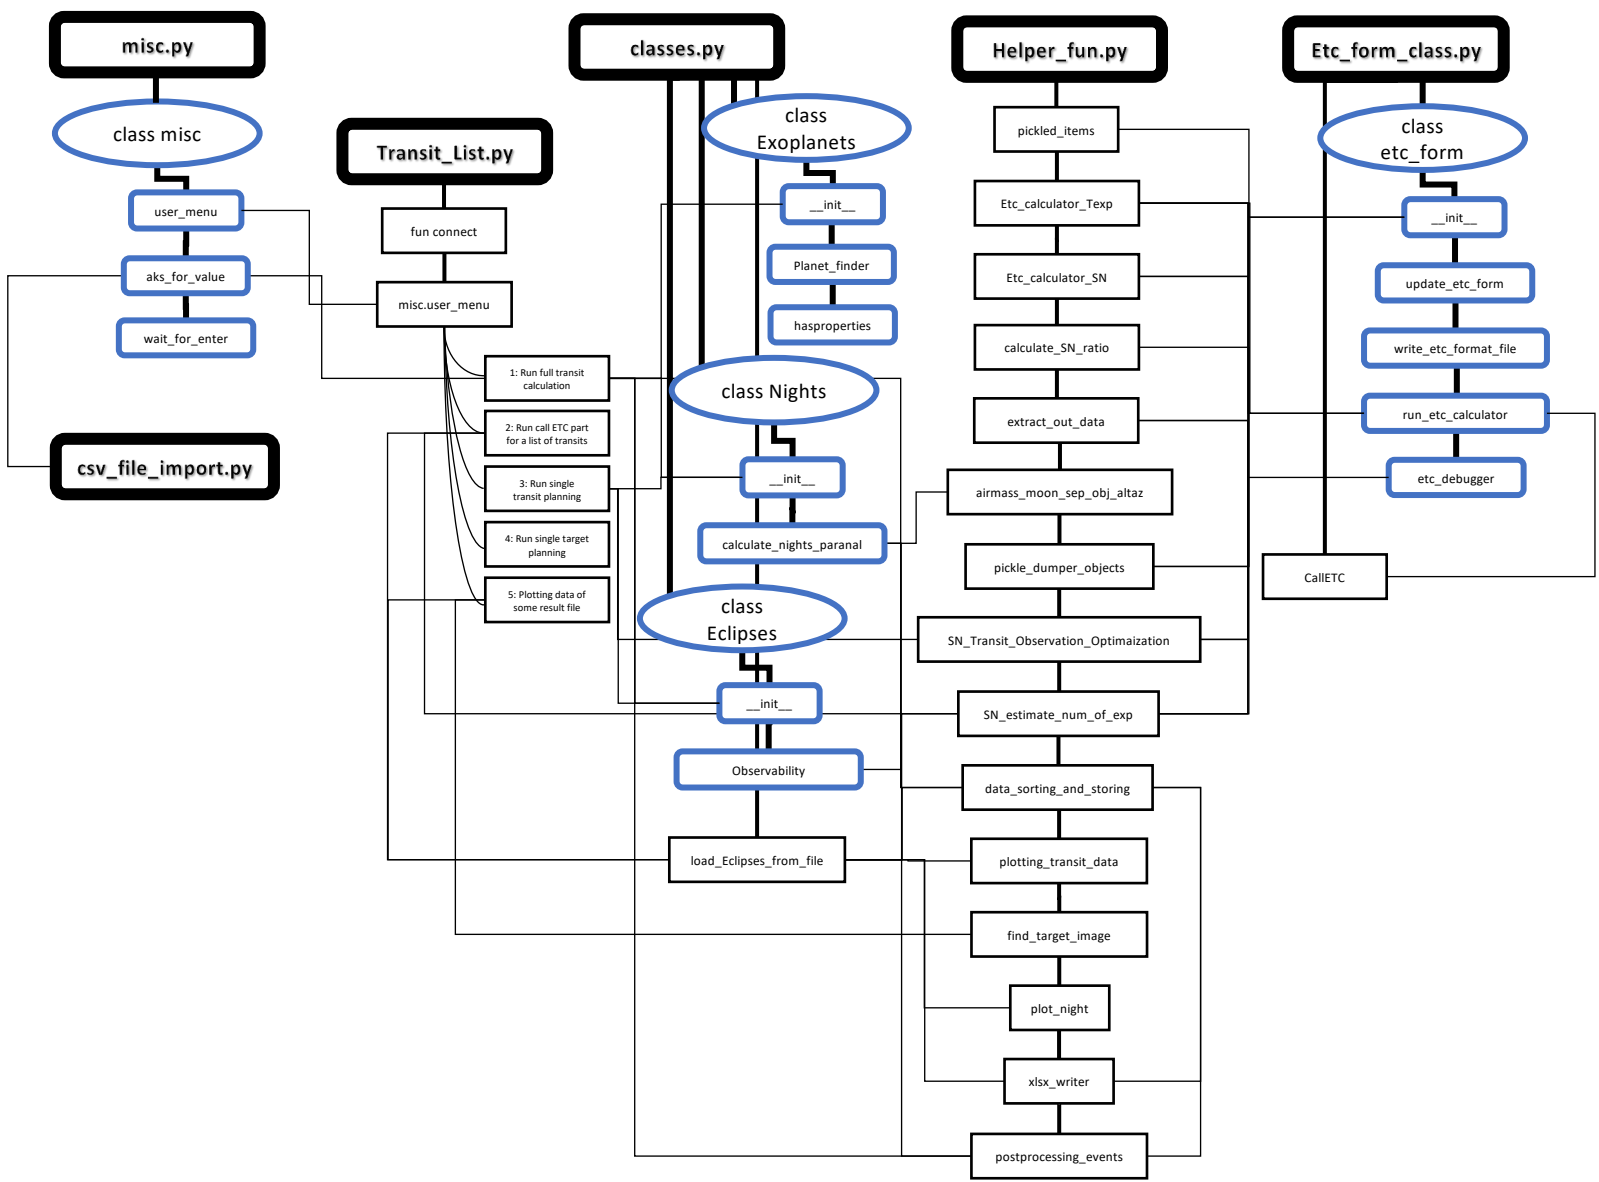 misc.py
class misc
user_menu
aks_for_value
wait_for_enter
csv_file_import.py
Transit_List.py
fun connect
misc.user_menu
1: Run full transit
calculation
2: Run call ETC part
for a list of transits
3: Run single
transit planning
4: Run single target
planning
5: Plotting data of
some result file
classes.py
class
Exoplanets
__init__
Planet_finder
hasproperties
class Nights
__init__
calculate_nights_paranal
class
Eclipses
__init__
Observability
load_Eclipses_from_file
Helper_fun.py
pickled_items
Etc_calculator_Texp
Etc_calculator_SN
calculate_SN_ratio
extract_out_data
airmass_moon_sep_obj_altaz
pickle_dumper_objects
SN_Transit_Observation_Optimaization
SN_estimate_num_of_exp
data_sorting_and_storing
plotting_transit_data
find_target_image
plot_night
xlsx_writer
postprocessing_events
Etc_form_class.py
class
etc_form
__init__
update_etc_form
write_etc_format_file
run_etc_calculator
etc_debugger
CallETC